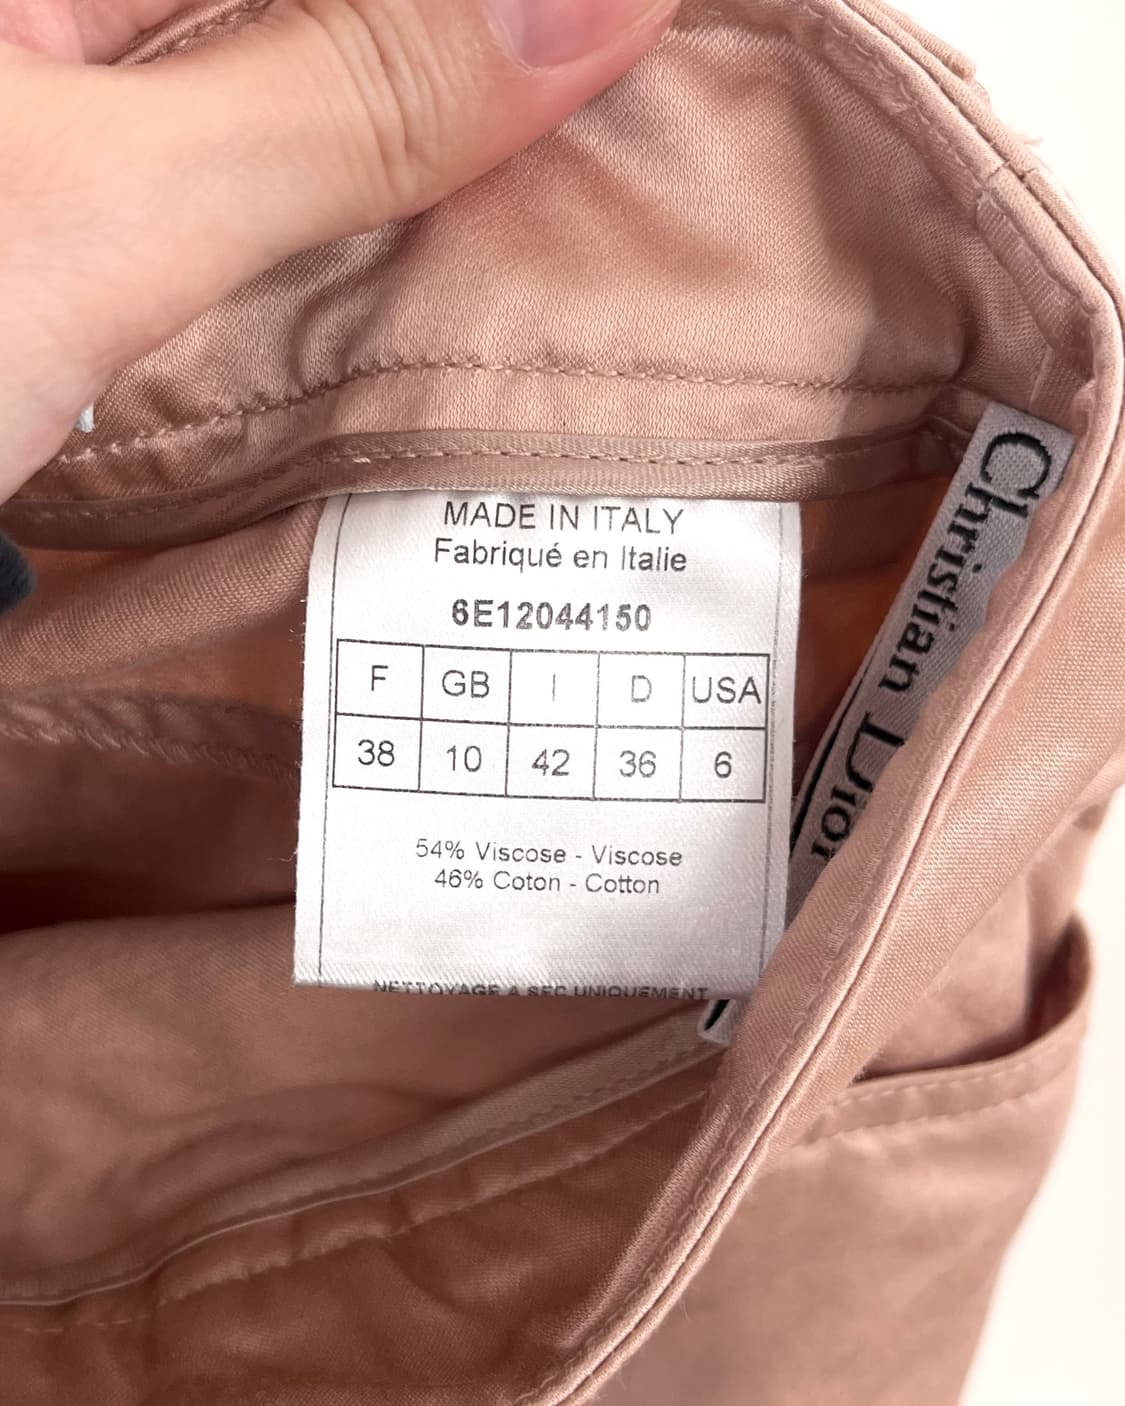 MADE IN ITALY
Fabriqué en Italie
6E12044150
F GB I D USA
38 10 42 36 6
54% Viscose - Viscose
46% Coton - Cotton
NETTOYAGE A SEC UNIQUEMENT
Christian Dior